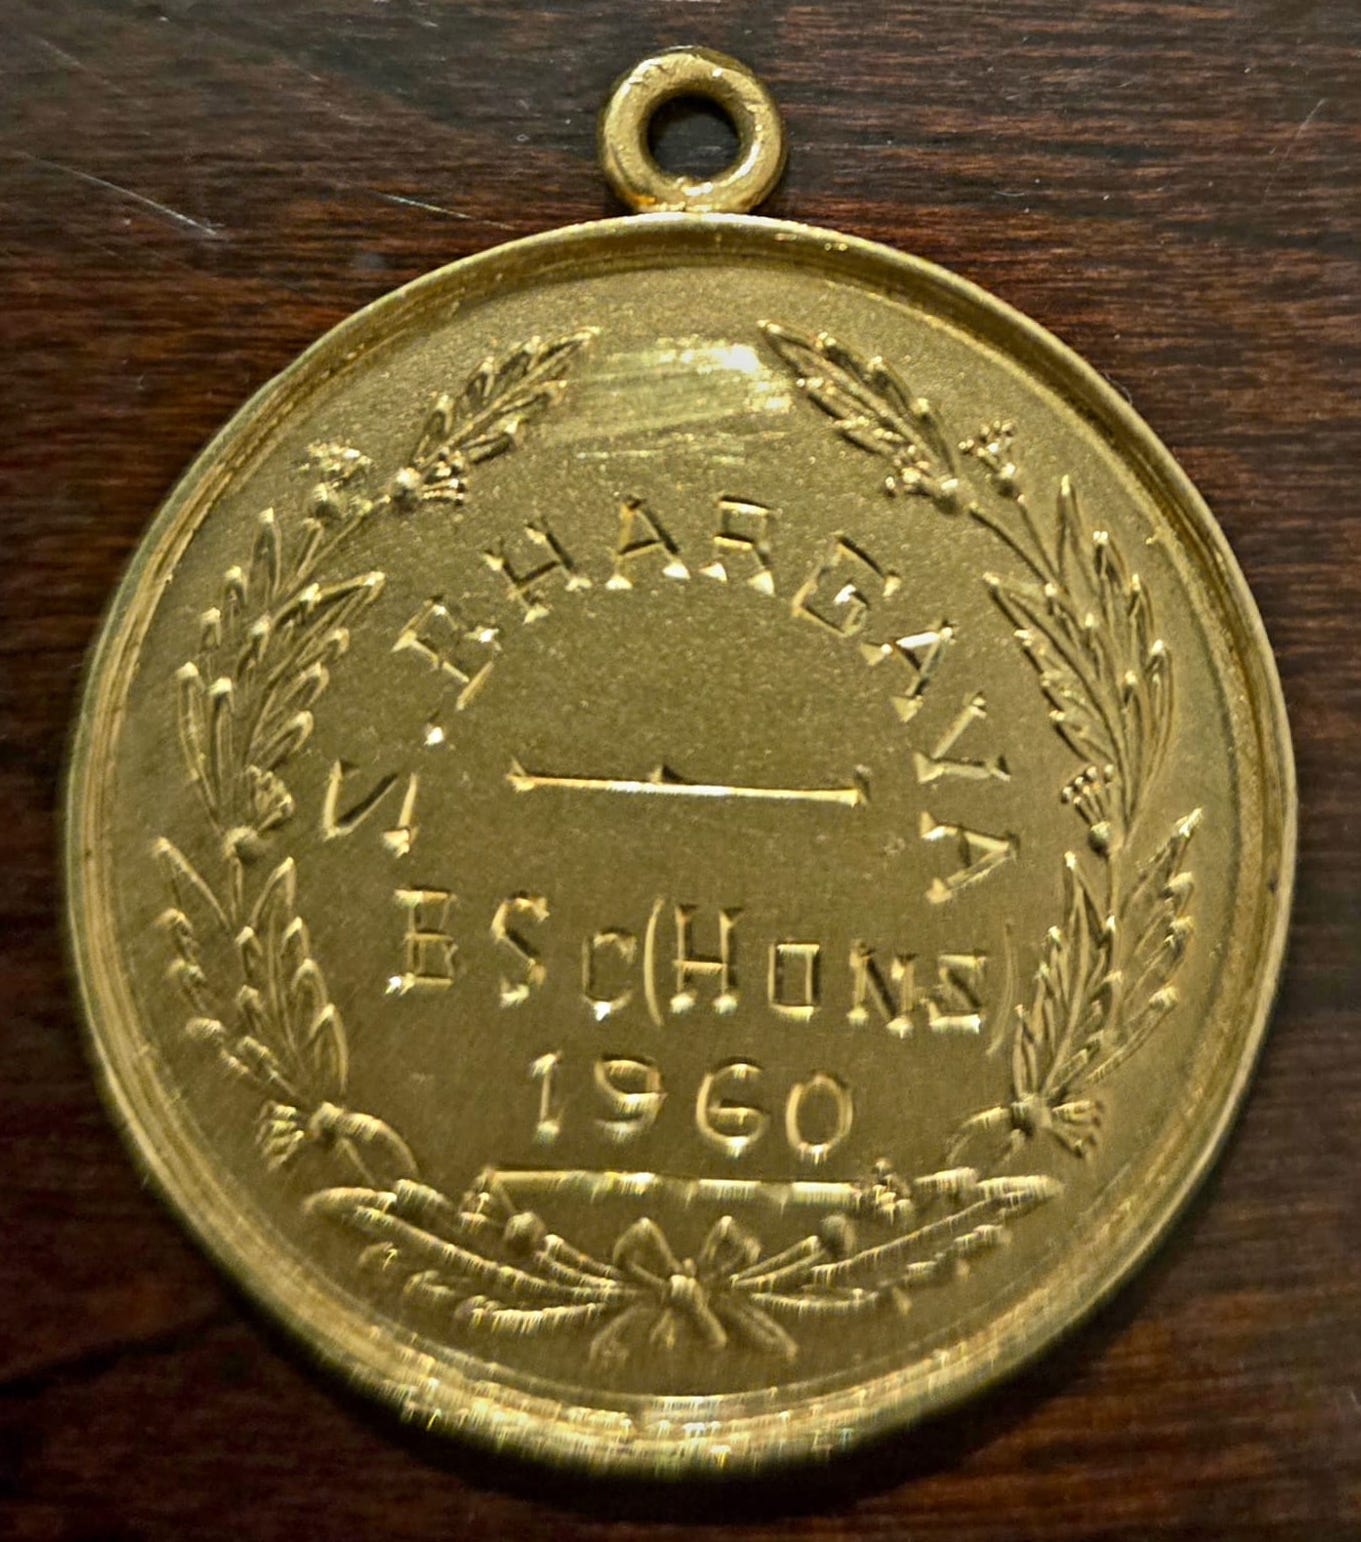 S. BHARGAVA
B Sc (HONS)
1960